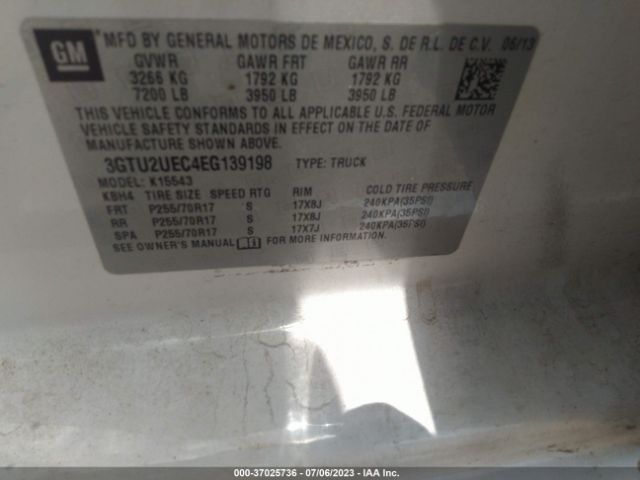 GM
MFD BY GENERAL MOTORS DE MEXICO, S. DE R.L. DE C.V. 06/13
GVWR GAWR FRT GAWR RR
3266 KG 1792 KG 1792 KG
7200 LB 3950 LB 3950 LB
THIS VEHICLE CONFORMS TO ALL APPLICABLE U.S. FEDERAL MOTOR
VEHICLE SAFETY STANDARDS IN EFFECT ON THE DATE OF
MANUFACTURE SHOWN ABOVE.
3GTU2UEC4EG139198 TYPE: TRUCK
MODEL: K15543
KBH4 TIRE SIZE SPEED RTG RIM COLD TIRE PRESSURE
FRT P255/70R17 S 17X8J 240KPA(35PSI)
RR P255/70R17 S 17X8J 240KPA(35PSI)
SPA P255/70R17 S 17X7J 240KPA(35PSI)
SEE OWNER'S MANUAL FOR MORE INFORMATION.
000-37025736 - 07/06/2023 - IAA Inc.